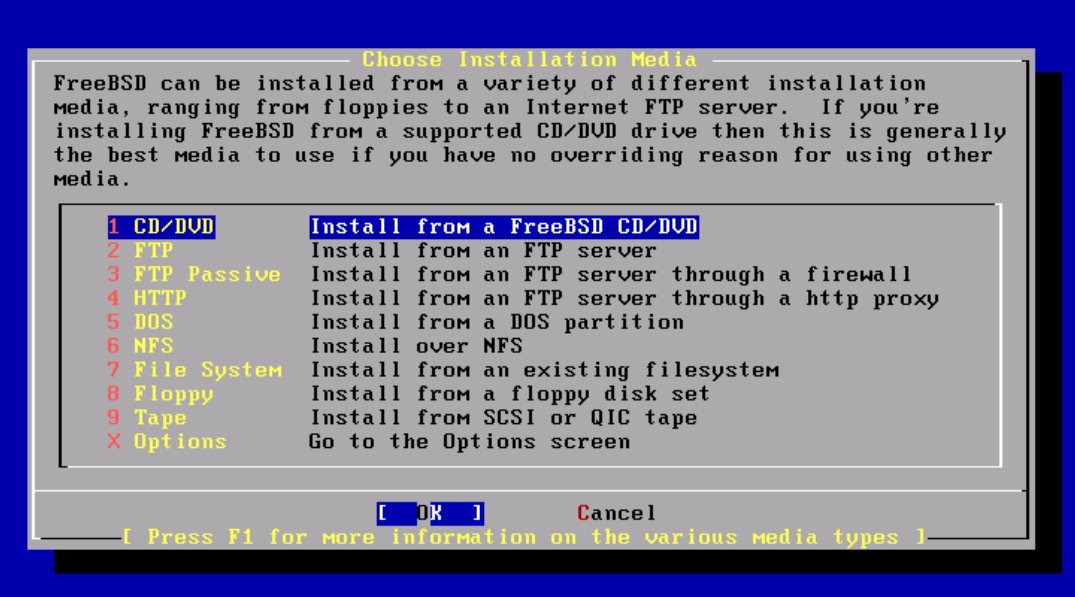 Choose Installation Media
FreeBSD can be installed from a variety of different installation
media, ranging from floppies to an Internet FTP server.  If you're
installing FreeBSD from a supported CD/DVD drive then this is generally
the best media to use if you have no overriding reason for using other
media.
1 CD/DVD Install from a FreeBSD CD/DVD
2 FTP Install from an FTP server
3 FTP Passive Install from an FTP server through a firewall
4 HTTP Install from an FTP server through a http proxy
5 DOS Install from a DOS partition
6 NFS Install over NFS
7 File System Install from an existing filesystem
8 Floppy Install from a floppy disk set
9 Tape Install from SCSI or QIC tape
X Options Go to the Options screen
[ OK ] Cancel
[ Press F1 for more information on the various media types ]